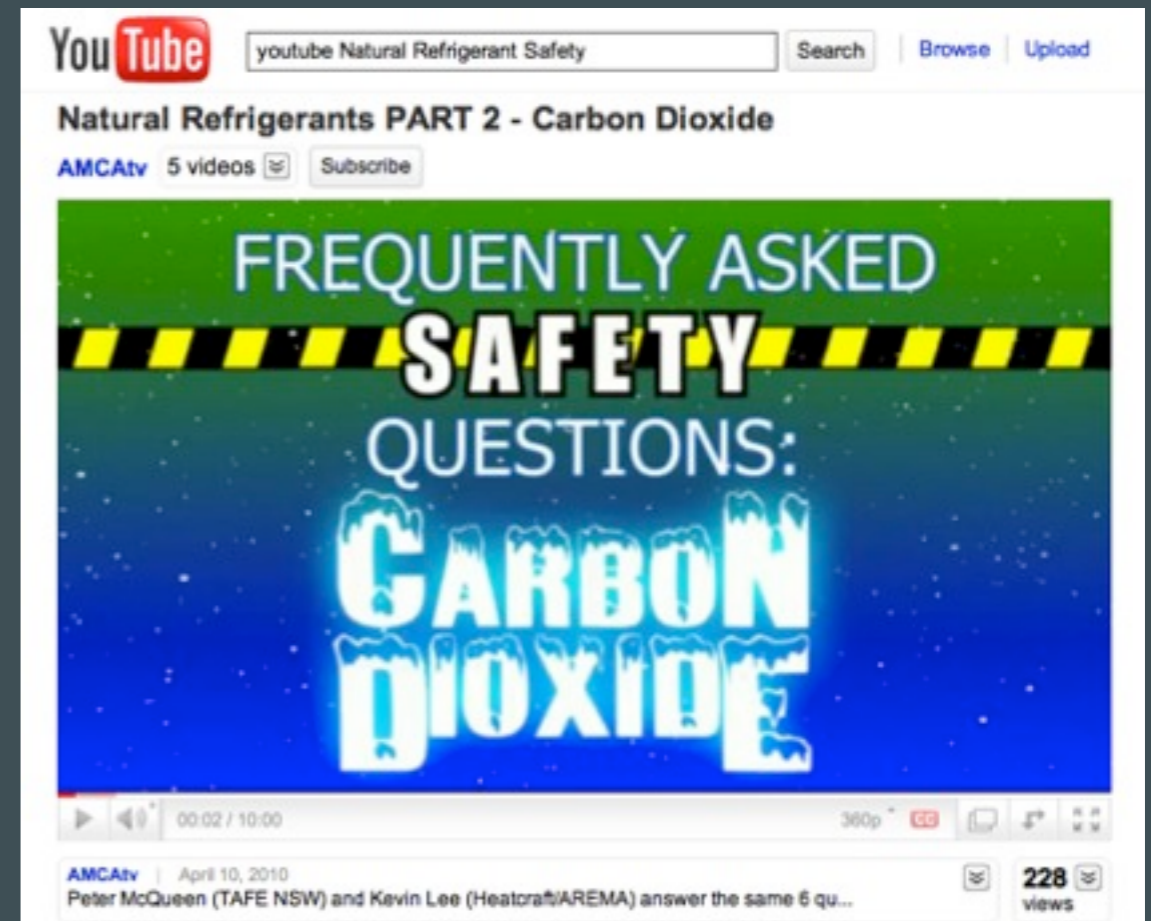 YouTube
youtube Natural Refrigerant Safety
Search
Browse
Upload
Natural Refrigerants PART 2 - Carbon Dioxide
AMCAtv 5 videos
Subscribe
FREQUENTLY ASKED
SAFETY
QUESTIONS:
CARBON
DIOXIDE
00:02 / 10:00
360p
CC
AMCAtv | April 10, 2010
Peter McQueen (TAFE NSW) and Kevin Lee (Heatcraft/AREMA) answer the same 6 qu...
228
views